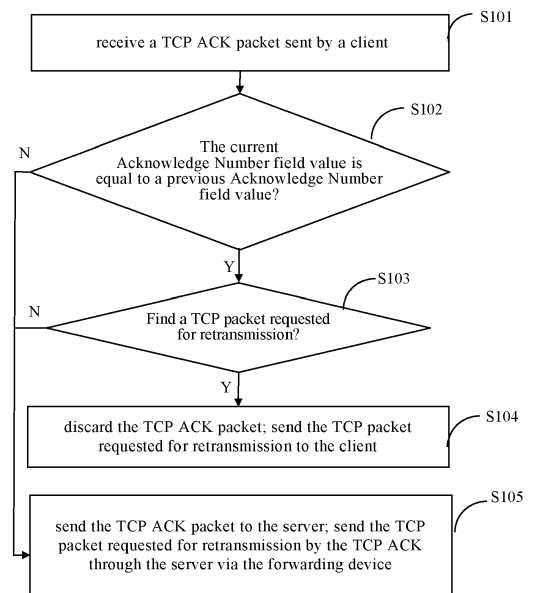 S101
receive a TCP ACK packet sent by a client
S102
The current
Acknowledge Number field value is
equal to a previous Acknowledge Number
field value?
N
Y
S103
N
Find a TCP packet requested
for retransmission?
Y
S104
discard the TCP ACK packet; send the TCP packet
requested for retransmission to the client
S105
send the TCP ACK packet to the server; send the TCP
packet requested for retransmission by the TCP ACK
through the server via the forwarding device